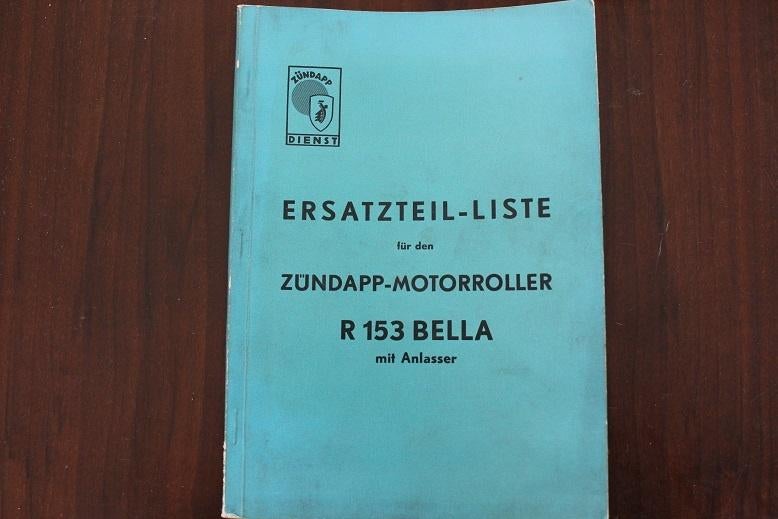 ZÜNDAPP
DIENST
ERSATZTEIL-LISTE
für den
ZÜNDAPP-MOTORROLLER
R 153 BELLA
mit Anlasser